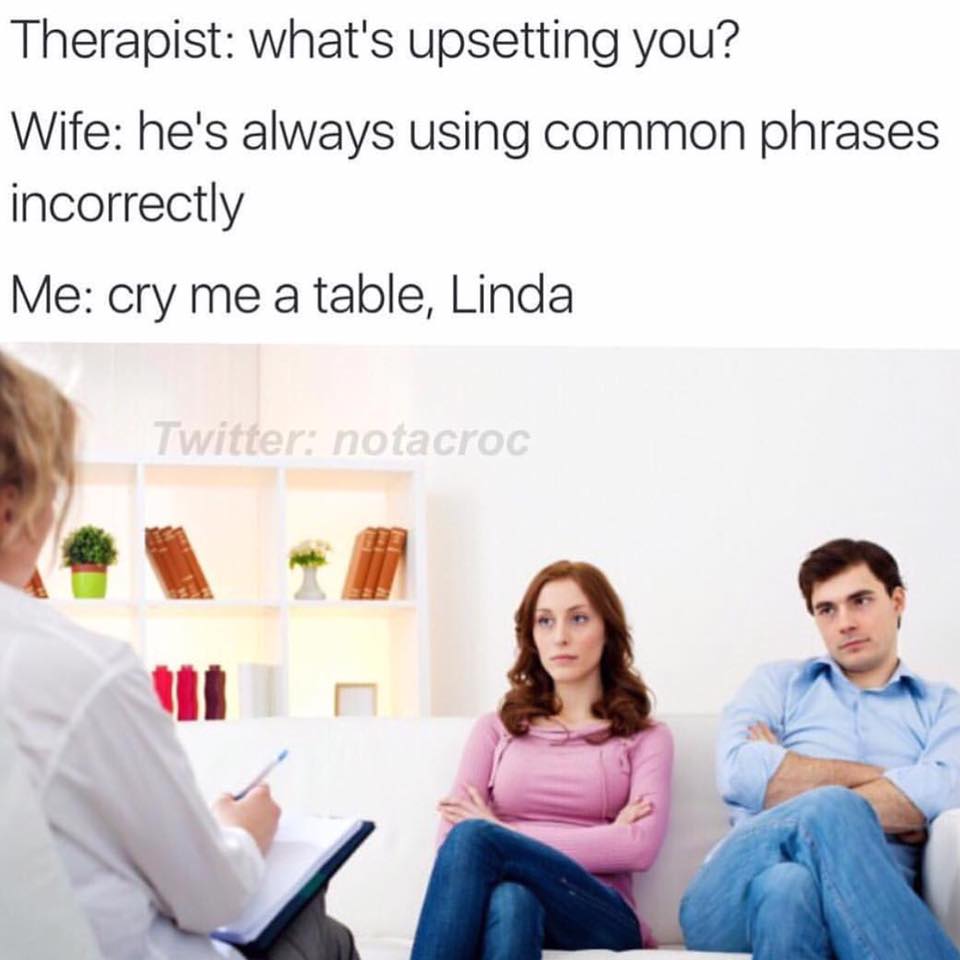 Therapist: what's upsetting you?
Wife: he's always using common phrases
incorrectly
Me: cry me a table, Linda
Twitter: notacroc